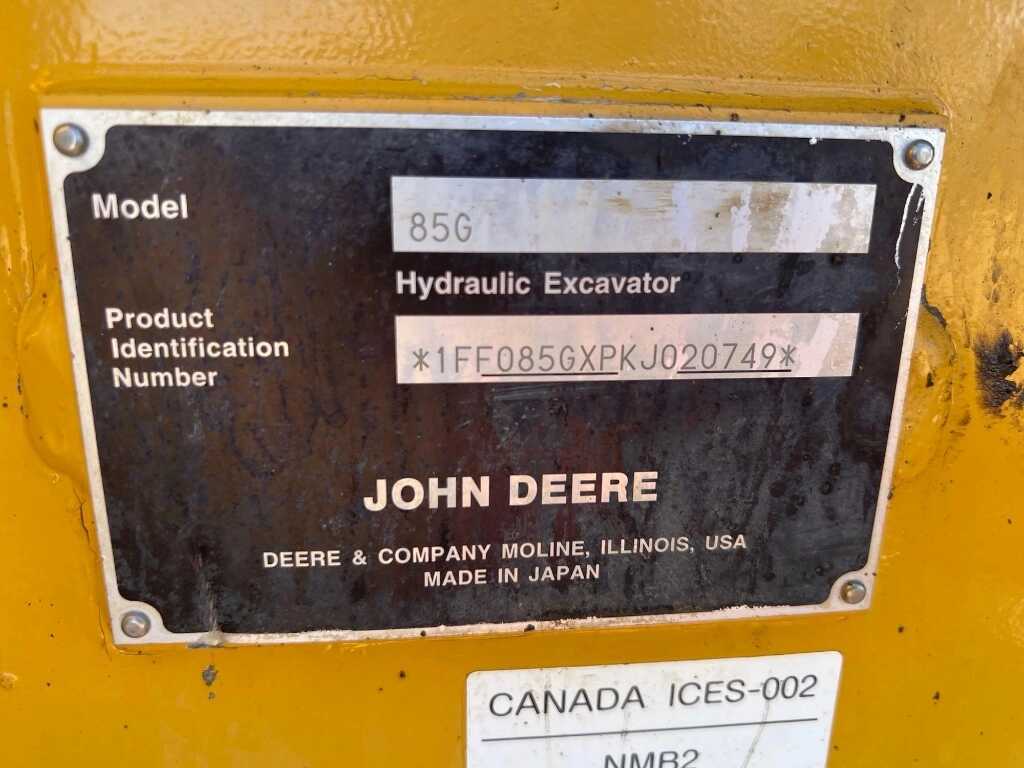 Model
85G
Hydraulic Excavator
Product
Identification
Number
*1FF085GXPKJ020749*
JOHN DEERE
DEERE & COMPANY MOLINE, ILLINOIS, USA
MADE IN JAPAN
CANADA ICES-002
NMB2